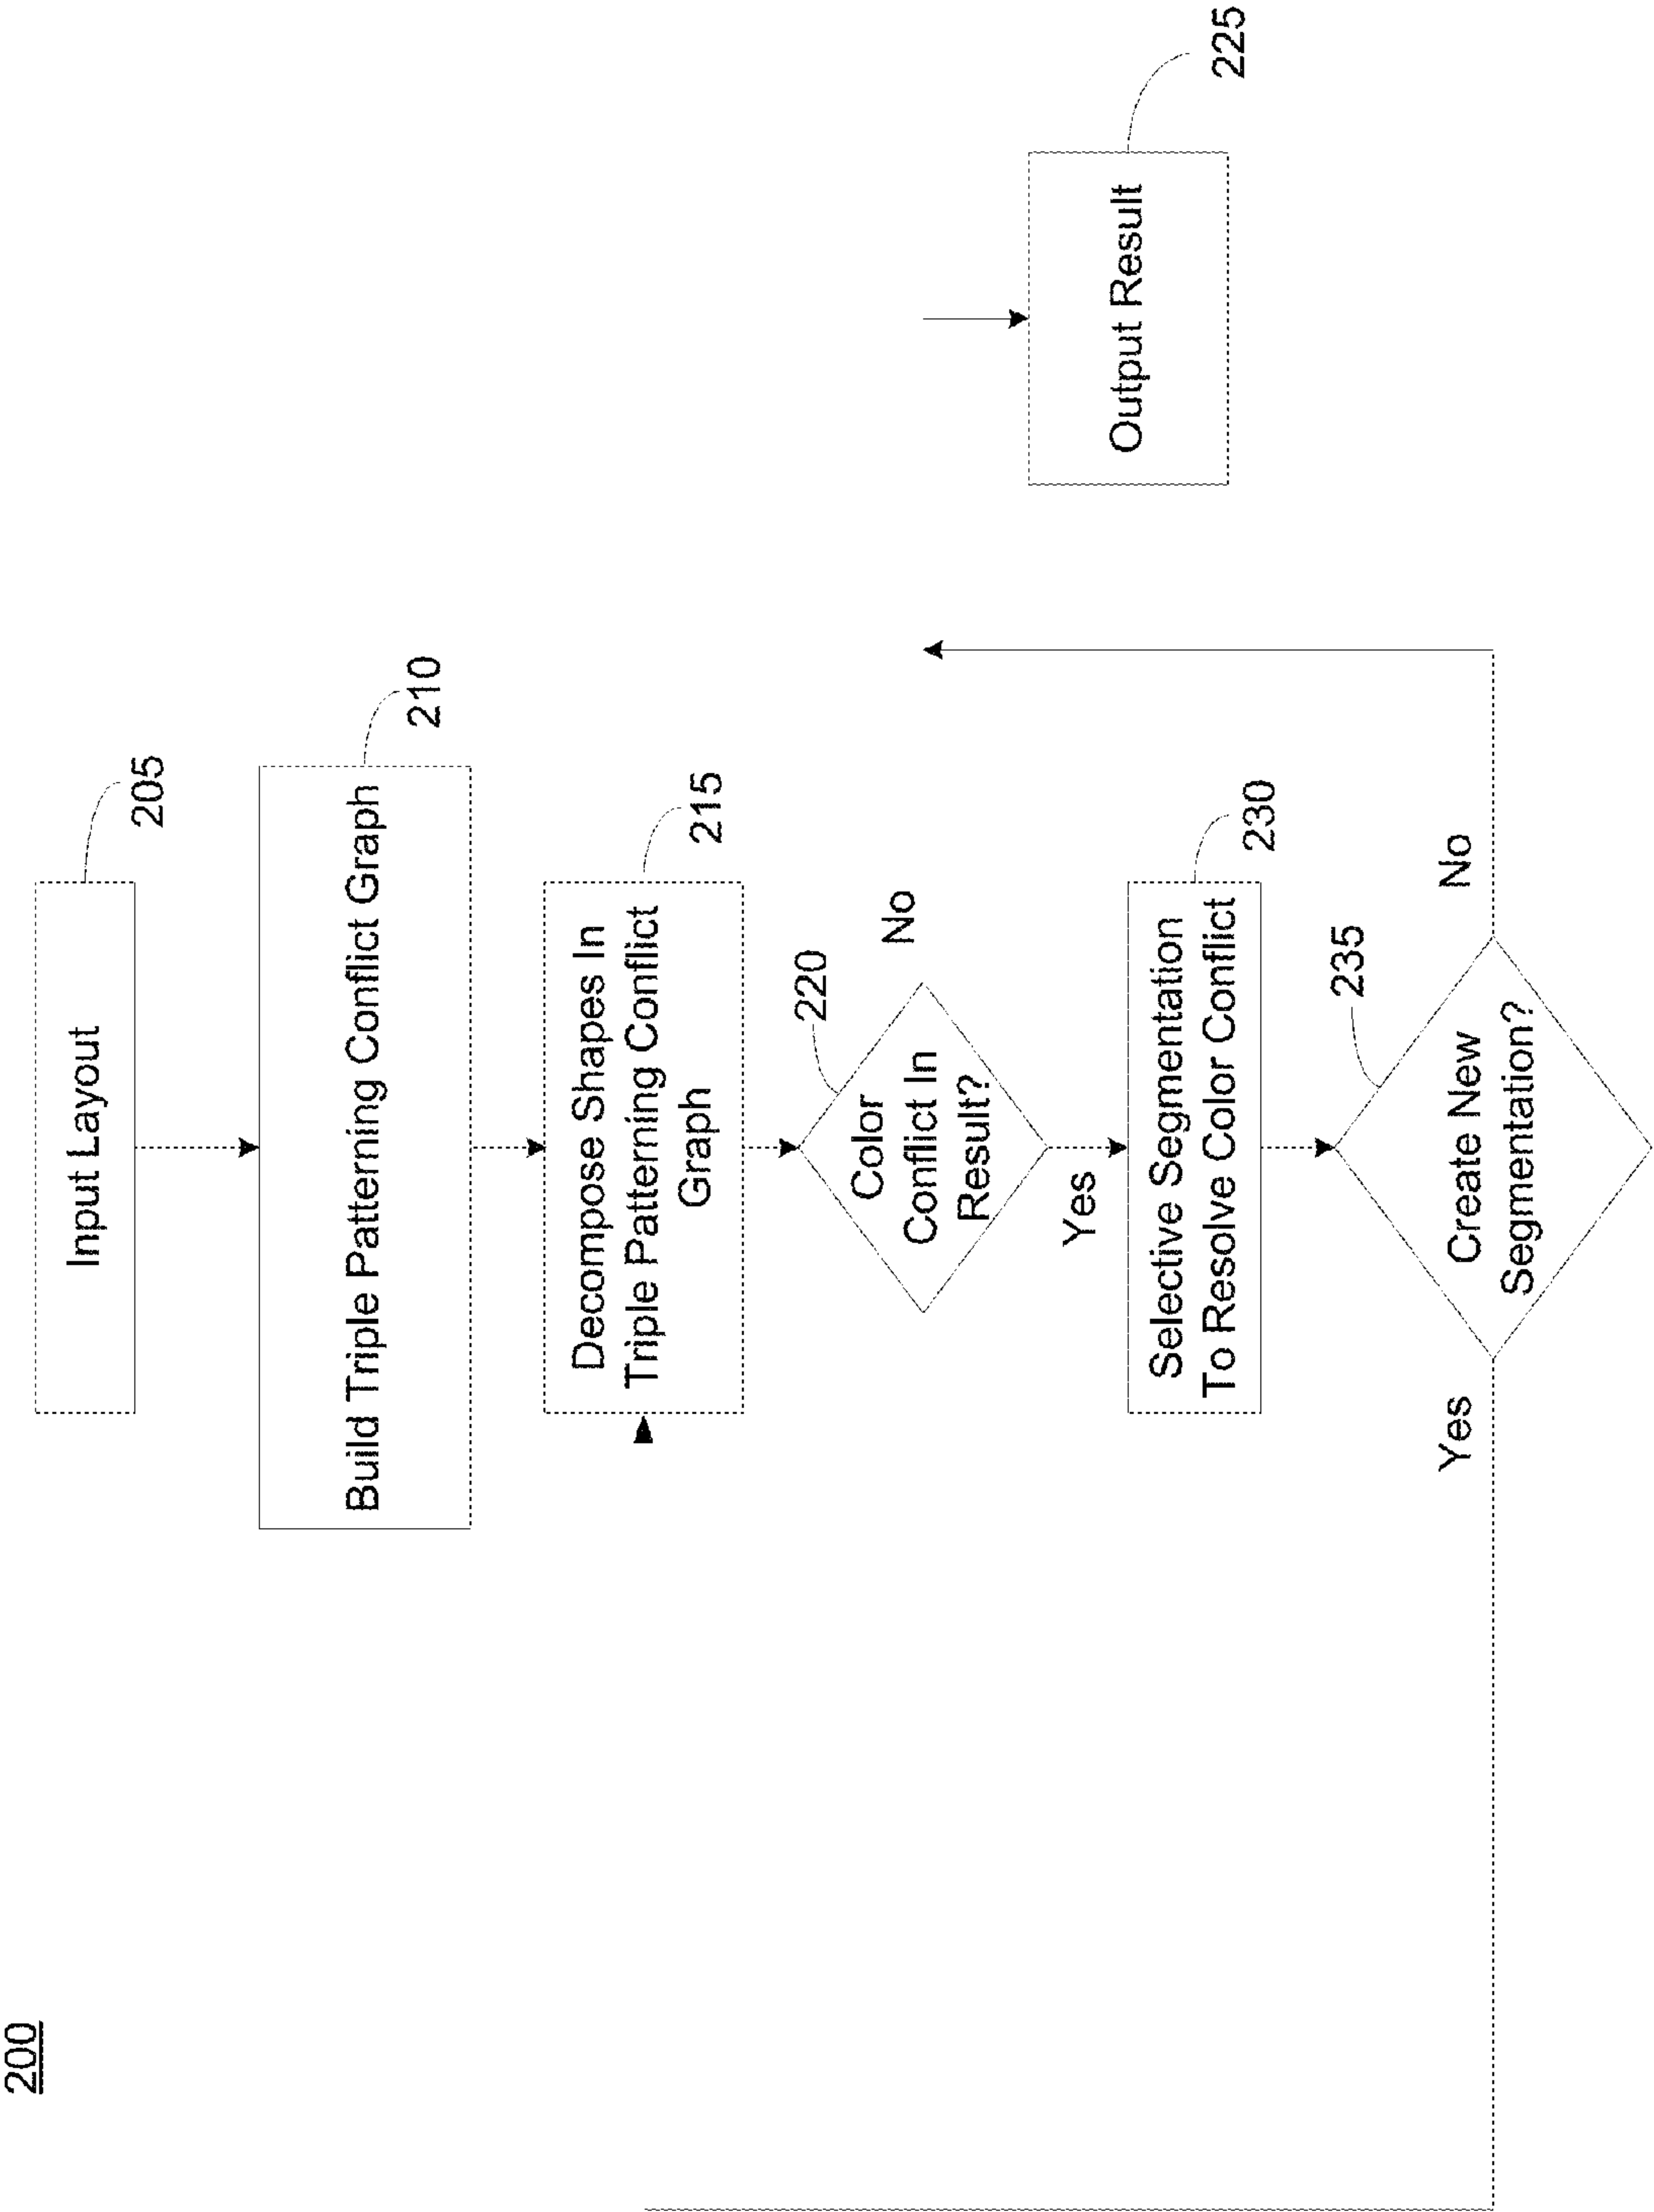 200
Input Layout
205
Build Triple Patterning Conflict Graph
210
Decompose Shapes In
Triple Patterning Conflict
Graph
215
Color
Conflict In
Result?
220
No
Yes
Output Result
225
Selective Segmentation
To Resolve Color Conflict
230
Create New
Segmentation?
235
Yes
No